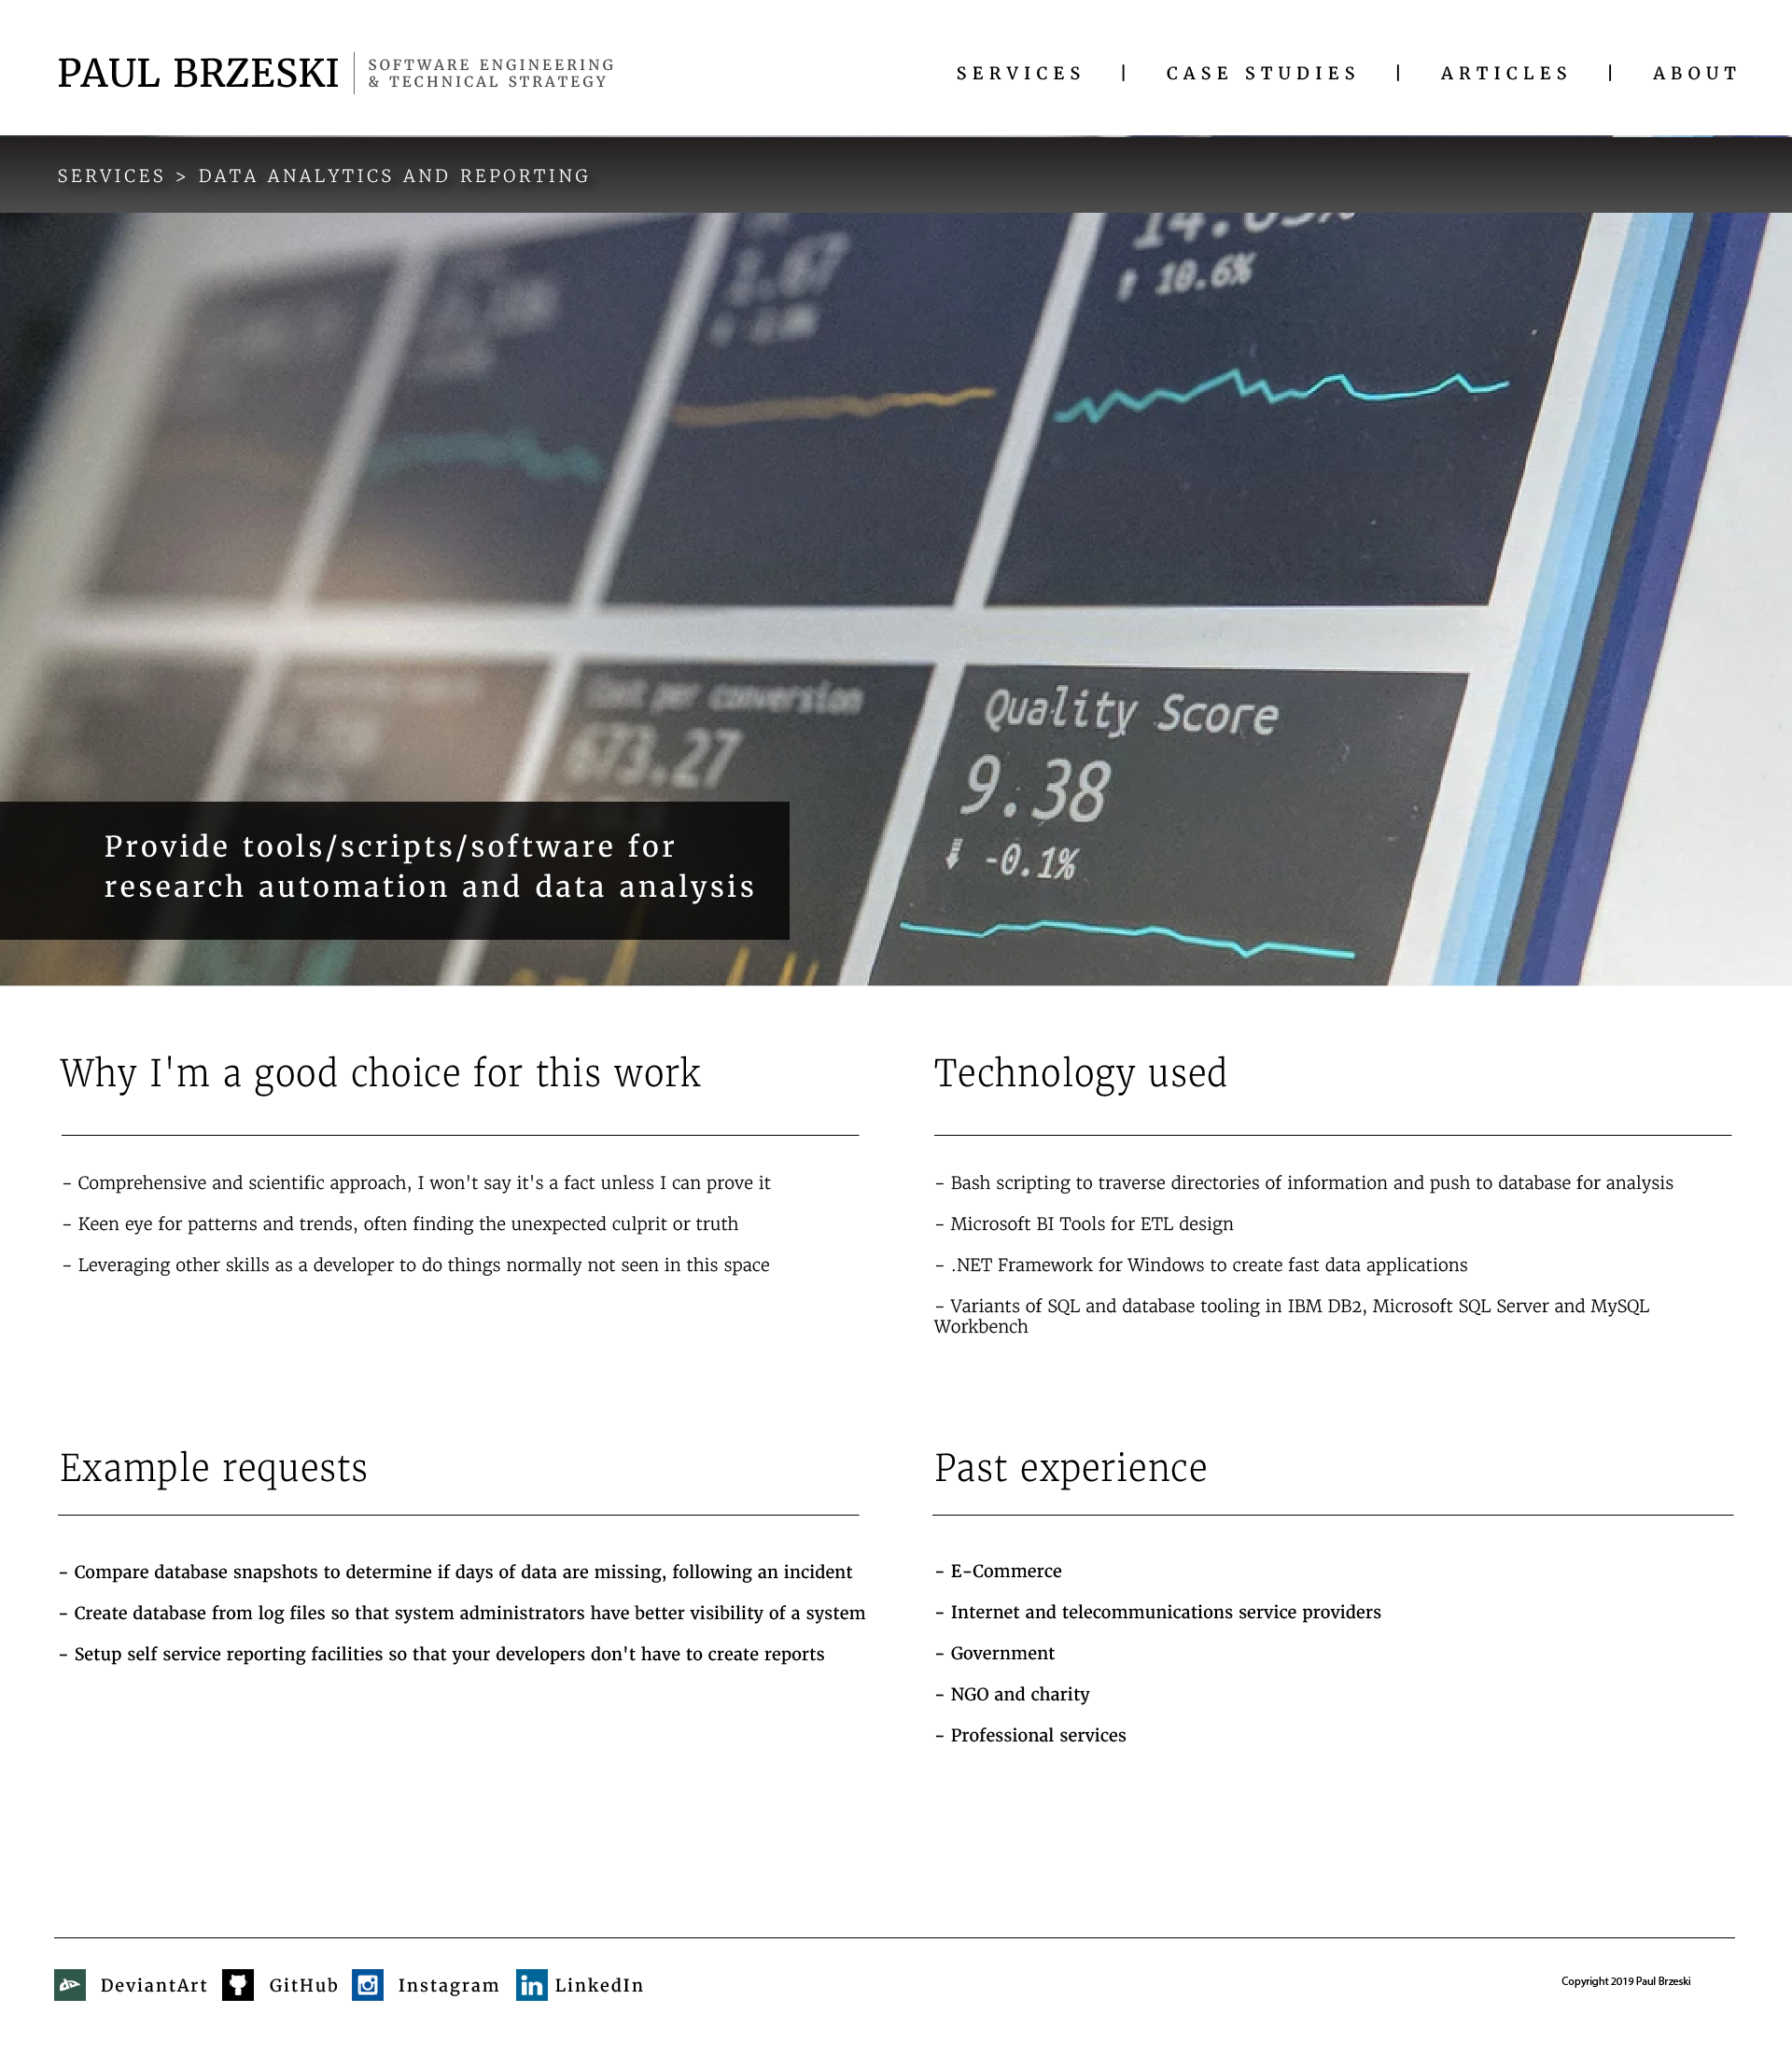 PAUL BRZESKI
SOFTWARE ENGINEERING
& TECHNICAL STRATEGY
SERVICES | CASE STUDIES | ARTICLES | ABOUT
SERVICES > DATA ANALYTICS AND REPORTING
10.6%
Cost per conversion
673.27
Quality Score
9.38
-0.1%
Provide tools/scripts/software for
research automation and data analysis
Why I'm a good choice for this work
- Comprehensive and scientific approach, I won't say it's a fact unless I can prove it
- Keen eye for patterns and trends, often finding the unexpected culprit or truth
- Leveraging other skills as a developer to do things normally not seen in this space
Technology used
- Bash scripting to traverse directories of information and push to database for analysis
- Microsoft BI Tools for ETL design
- .NET Framework for Windows to create fast data applications
- Variants of SQL and database tooling in IBM DB2, Microsoft SQL Server and MySQL
Workbench
Example requests
- Compare database snapshots to determine if days of data are missing, following an incident
- Create database from log files so that system administrators have better visibility of a system
- Setup self service reporting facilities so that your developers don't have to create reports
Past experience
- E-Commerce
- Internet and telecommunications service providers
- Government
- NGO and charity
- Professional services
DeviantArt GitHub Instagram LinkedIn
Copyright 2019 Paul Brzeski